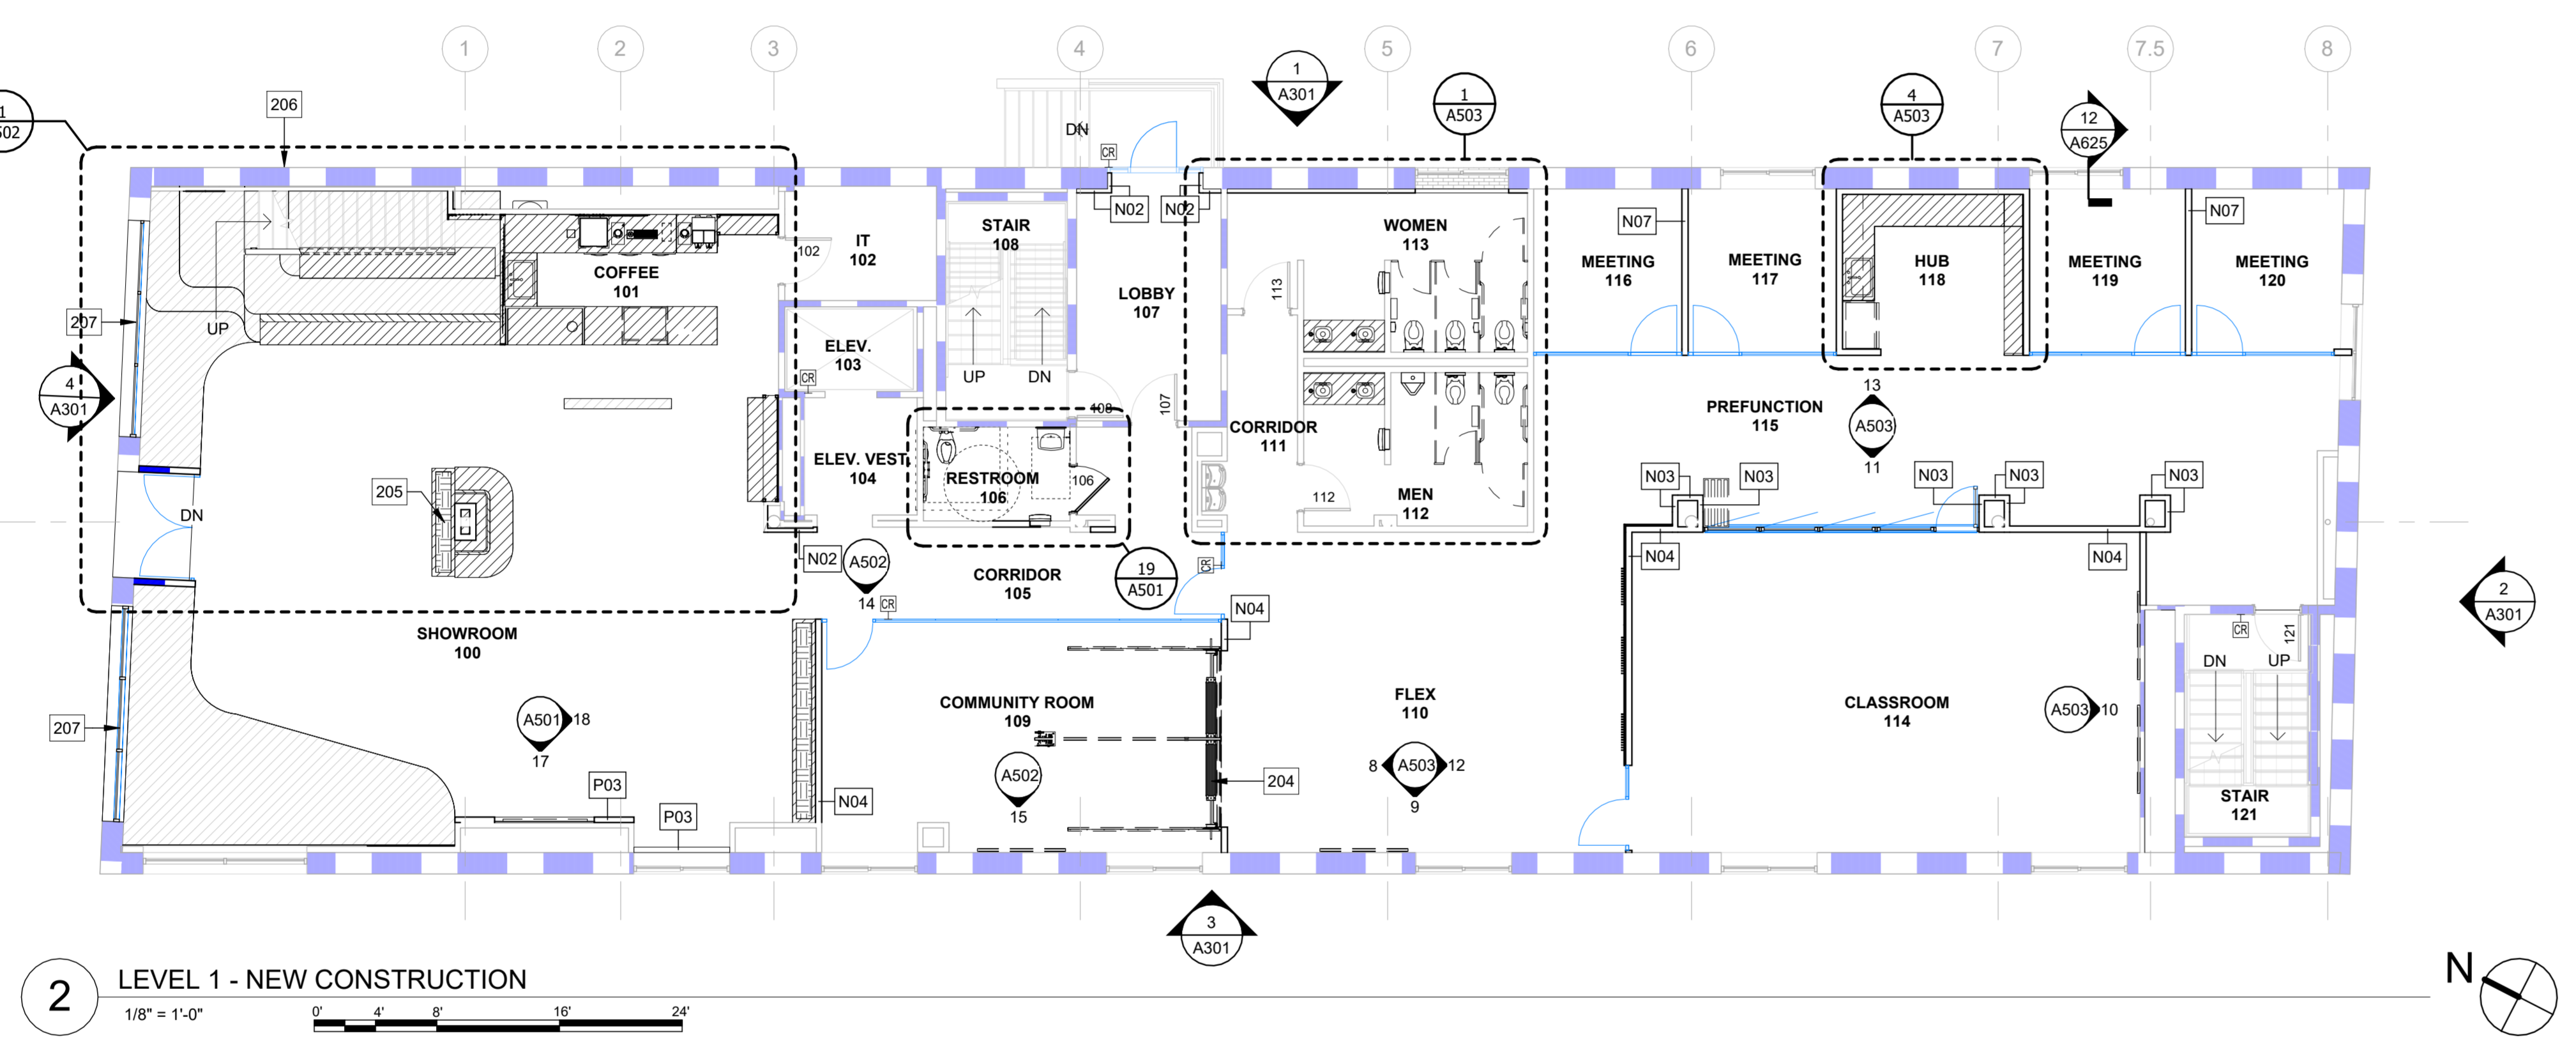 1
2
3
4
5
6
7
7.5
8
1
A301
1
A503
4
A503
12
A625
206
1
DN
CR
N02
N02
STAIR
108
IT
102
102
COFFEE
101
UP
207
4
A301
ELEV.
103
CR
UP
DN
LOBBY
107
108
107
WOMEN
113
113
MEETING
116
N07
MEETING
117
HUB
118
MEETING
119
N07
MEETING
120
PREFUNCTION
115
13
A503
11
CORRIDOR
111
MEN
112
112
ELEV. VEST.
104
RESTROOM
106
106
205
DN
N03
N03
N03
N03
N03
N04
N04
N02
A502
14
CR
CORRIDOR
105
19
A501
CR
N04
2
A301
SHOWROOM
100
207
A501
18
17
P03
P03
N04
COMMUNITY ROOM
109
A502
15
204
FLEX
110
8
A503
12
9
CLASSROOM
114
A503
10
CR
121
DN
UP
STAIR
121
3
A301
2
LEVEL 1 - NEW CONSTRUCTION
1/8" = 1'-0"
0'
4'
8'
16'
24'
N